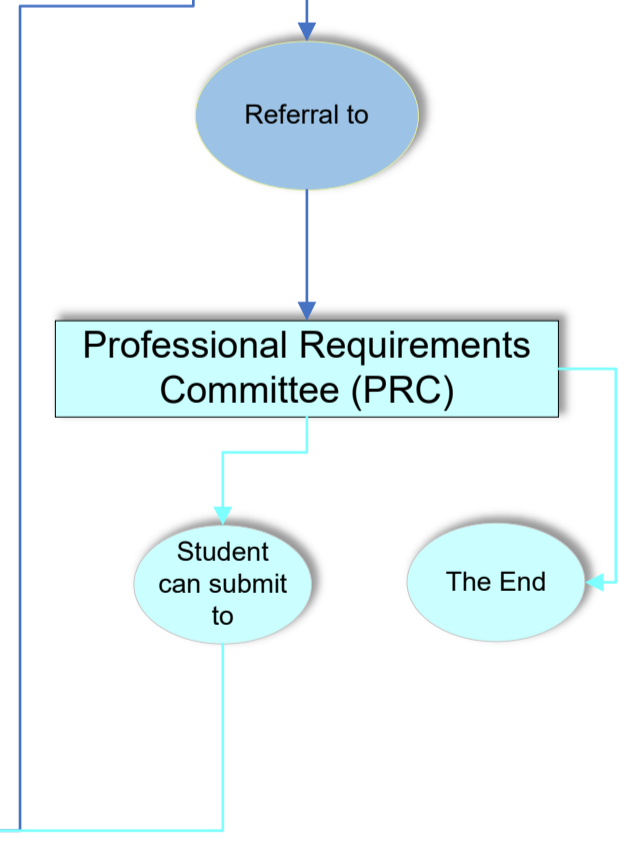 Referral to
Professional Requirements
Committee (PRC)
Student
can submit
to
The End